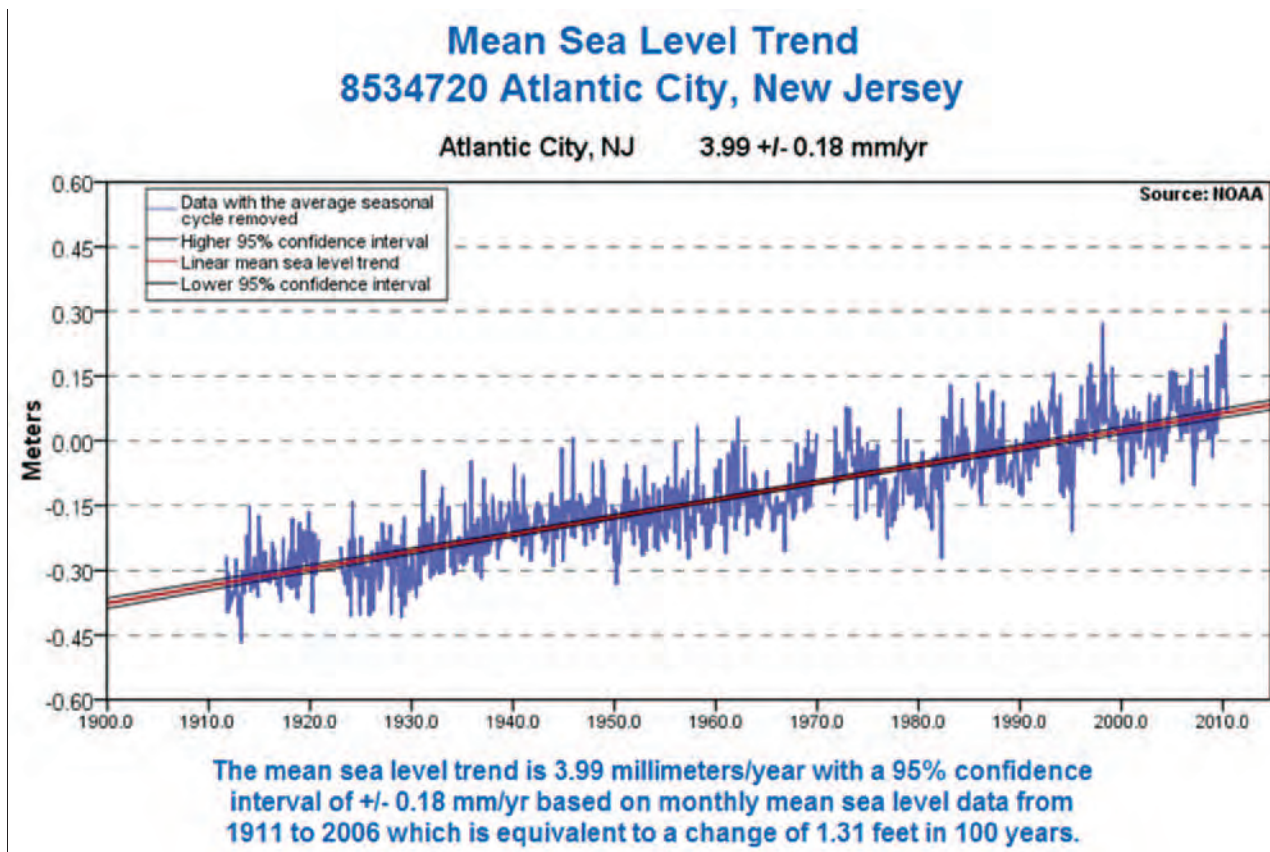 Mean Sea Level Trend
8534720 Atlantic City, New Jersey
Atlantic City, NJ 3.99 +/- 0.18 mm/yr
Source: NOAA
Data with the average seasonal
cycle removed
Higher 95% confidence interval
Linear mean sea level trend
Lower 95% confidence interval
Meters
0.60
0.45
0.30
0.15
0.00
-0.15
-0.30
-0.45
-0.60
1900.0 1910.0 1920.0 1930.0 1940.0 1950.0 1960.0 1970.0 1980.0 1990.0 2000.0 2010.0
The mean sea level trend is 3.99 millimeters/year with a 95% confidence
interval of +/- 0.18 mm/yr based on monthly mean sea level data from
1911 to 2006 which is equivalent to a change of 1.31 feet in 100 years.